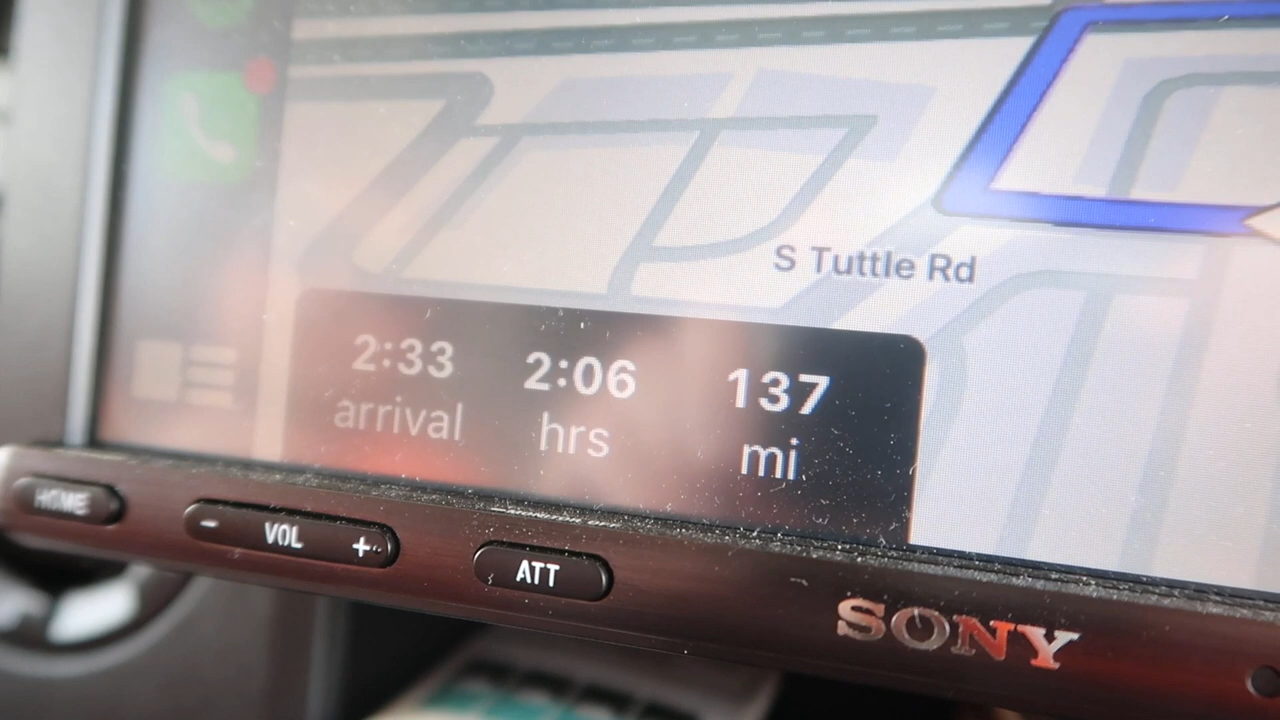 S Tuttle Rd
2:33 2:06 137
arrival hrs mi
HOME - VOL + ATT
SONY